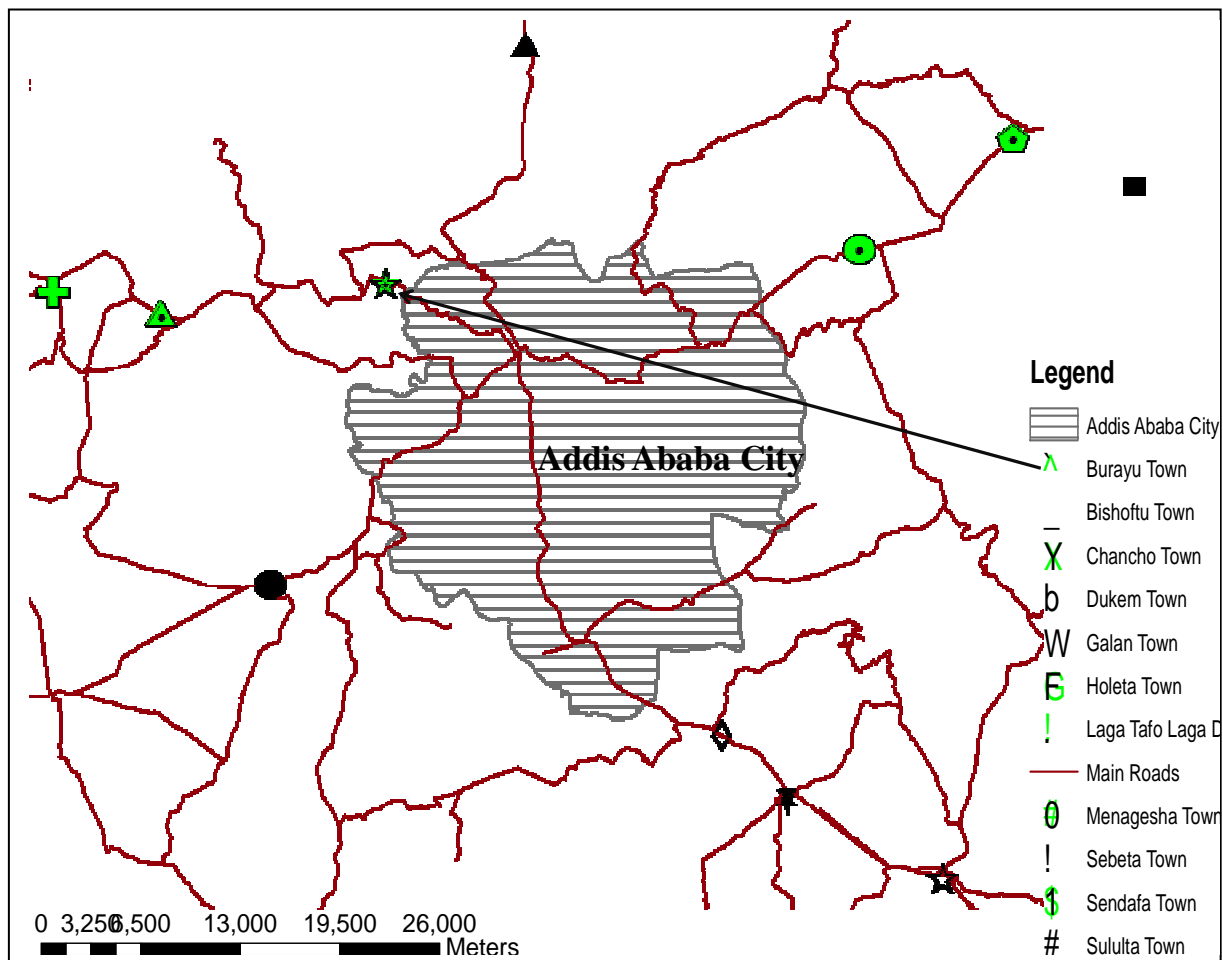 Legend
Addis Ababa City
Burayu Town
_ Bishoftu Town
Chancho Town
b Dukem Town
W Galan Town
Holeta Town
! Laga Tafo Laga D
Main Roads
Menagesha Town
! Sebeta Town
Sendafa Town
# Sululta Town
Addis Ababa City
0 3,250 6,500 13,000 19,500 26,000
Meters